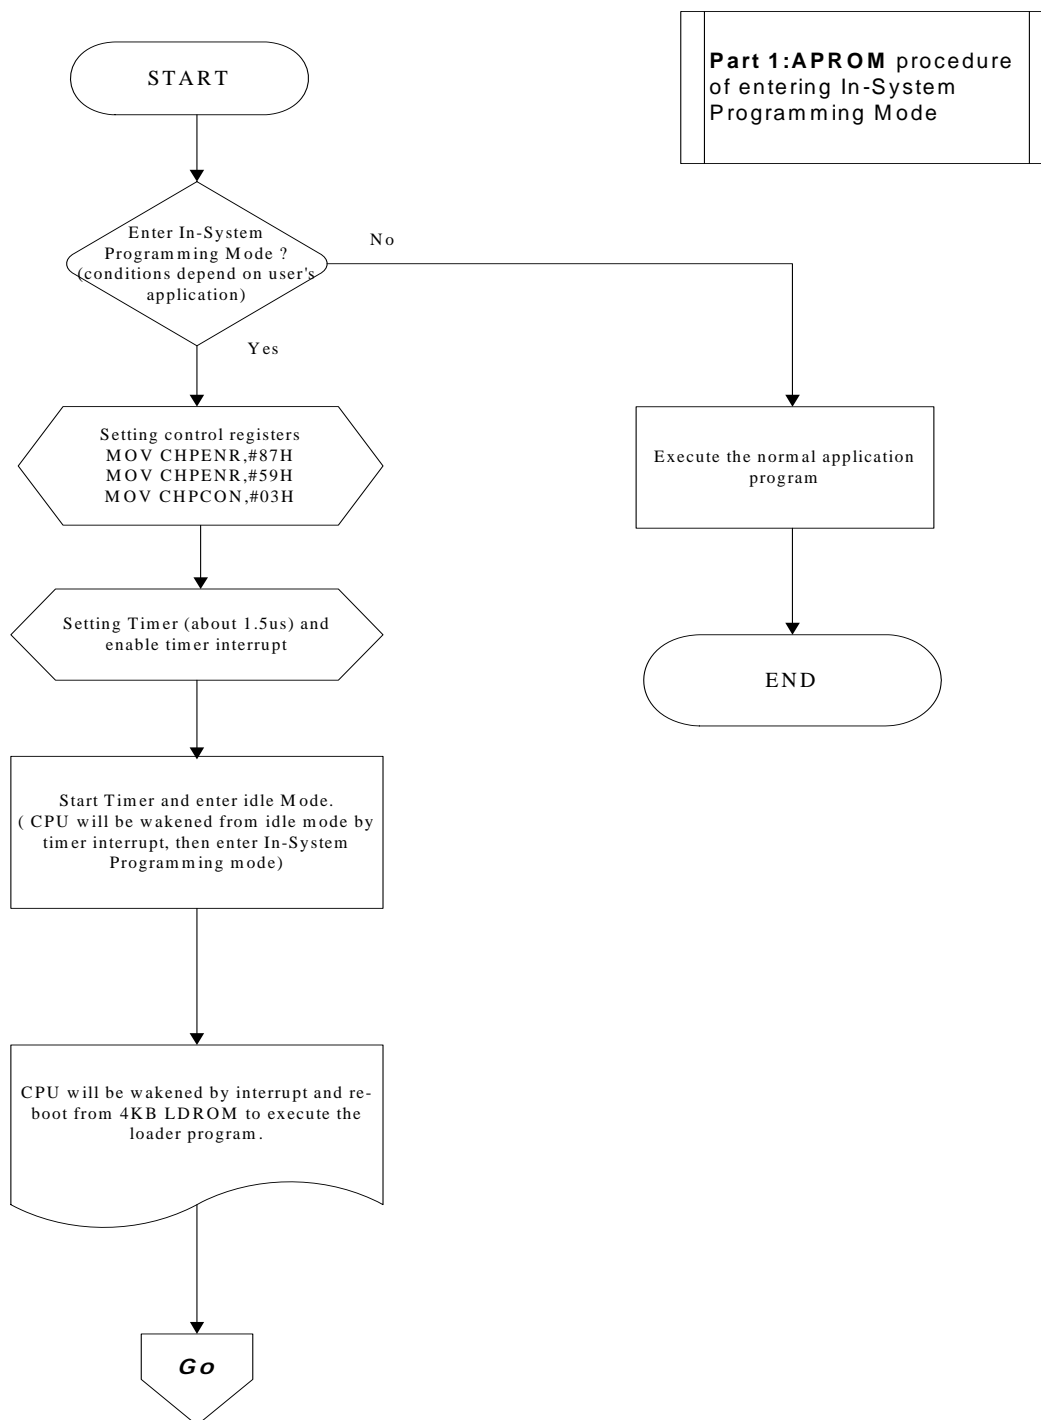 START
Part 1:APROM procedure
of entering In-System
Programming Mode
Enter In-System
Programming Mode ?
(conditions depend on user's
application)
No
Yes
Setting control registers
MOV CHPENR,#87H
MOV CHPENR,#59H
MOV CHPCON,#03H
Execute the normal application
program
Setting Timer (about 1.5us) and
enable timer interrupt
END
Start Timer and enter idle Mode.
( CPU will be wakened from idle mode by
timer interrupt, then enter In-System
Programming mode)
CPU will be wakened by interrupt and re-
boot from 4KB LDROM to execute the
loader program.
Go